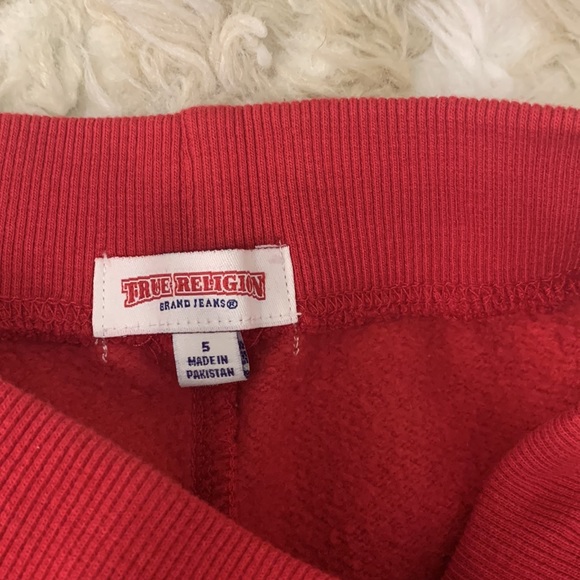 TRUE RELIGION
BRAND JEANS®
5
MADE IN
PAKISTAN